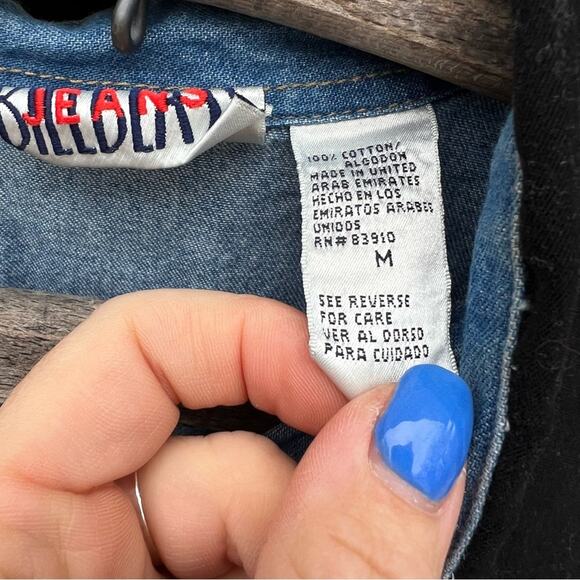 JEANS
100% COTTON/
ALGODON
MADE IN UNITED
ARAB EMIRATES
HECHO EN LOS
EMIRATOS ARABES
UNIDOS
RN# 83910
M
SEE REVERSE
FOR CARE
VER AL DORSO
PARA CUIDADO